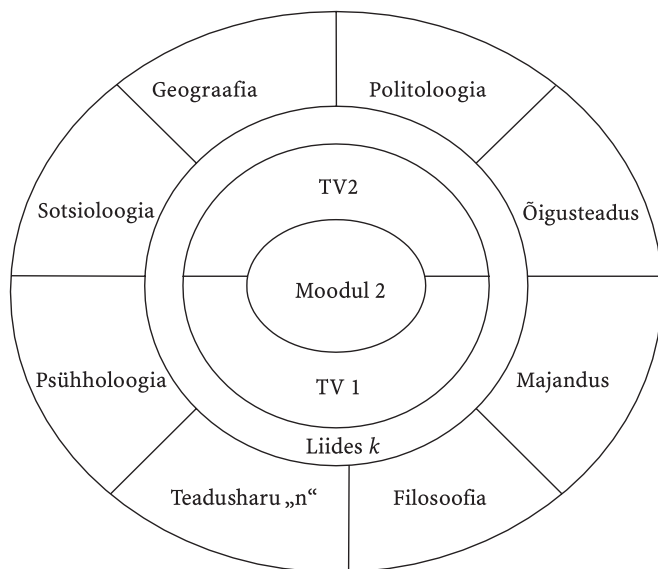 Geograafia
Politoloogia
TV2
Sotsioloogia
Õigusteadus
Moodul 2
Psühholoogia
TV 1
Majandus
Liides k
Teadusharu „n“
Filosoofia